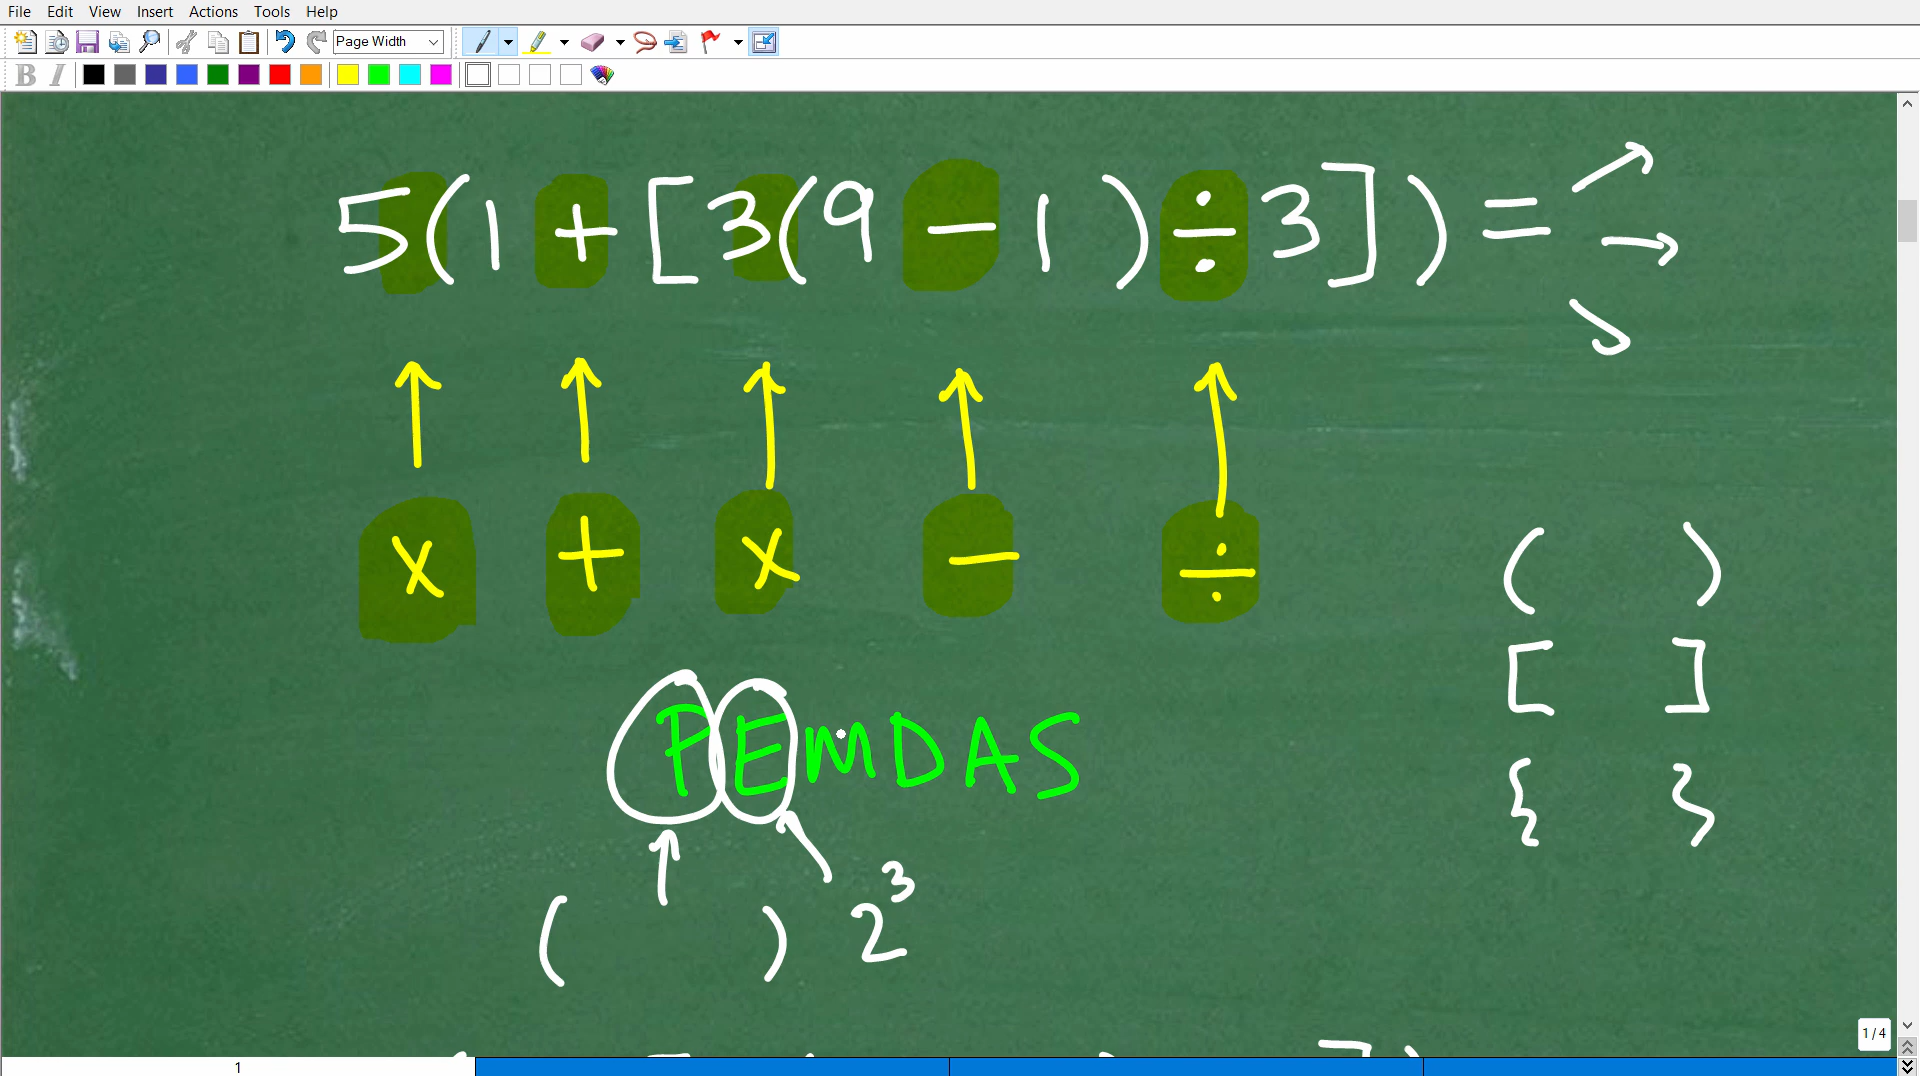 File Edit View Insert Actions Tools Help
Page Width
B I
5(1 + [3(9 - 1) ÷ 3]) =
x + x - ÷
( )
[ ]
PEMDAS
{ }
( ) 2³
1 / 4
1